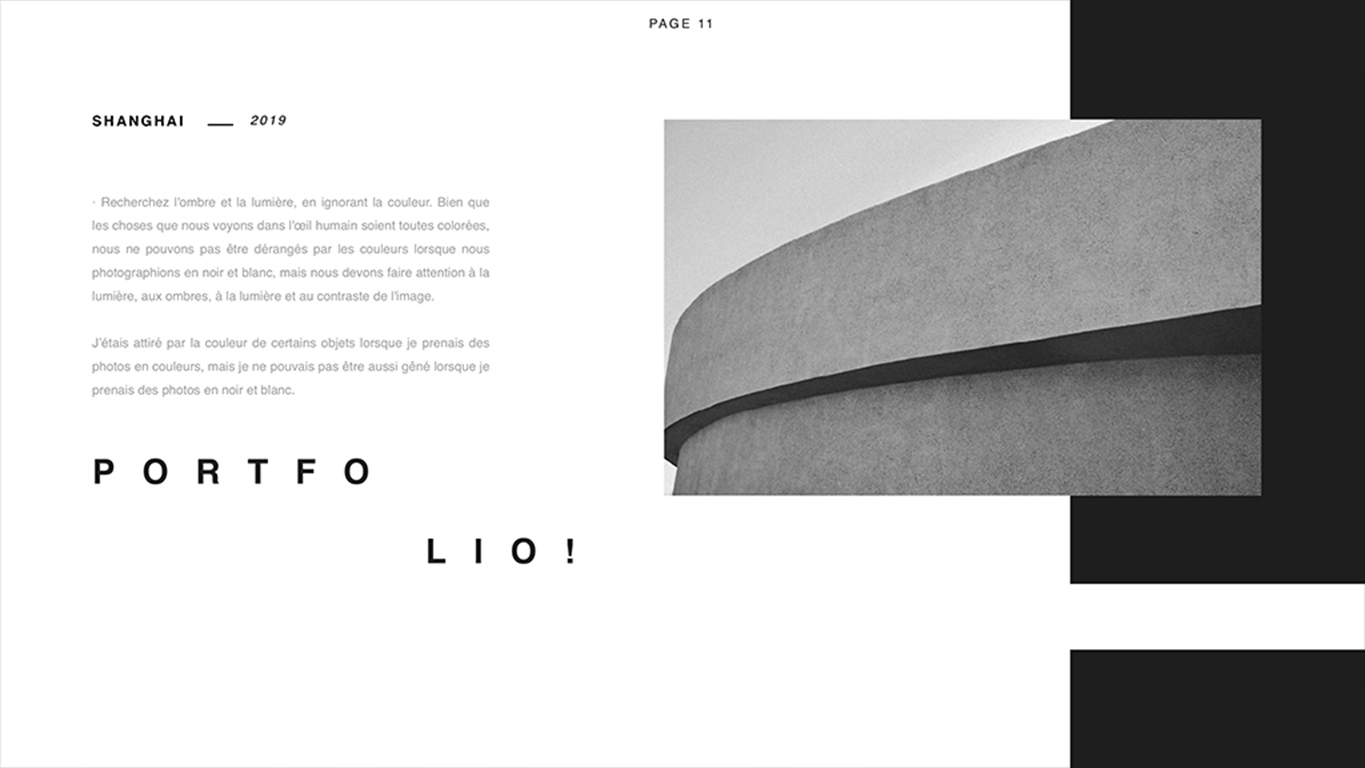 PAGE 11
SHANGHAI — 2019
· Recherchez l'ombre et la lumière, en ignorant la couleur. Bien que
les choses que nous voyons dans l'œil humain soient toutes colorées,
nous ne pouvons pas être dérangés par les couleurs lorsque nous
photographions en noir et blanc, mais nous devons faire attention à la
lumière, aux ombres, à la lumière et au contraste de l'image.
J'étais attiré par la couleur de certains objets lorsque je prenais des
photos en couleurs, mais je ne pouvais pas être aussi gêné lorsque je
prenais des photos en noir et blanc.
PORTFO
LIO!